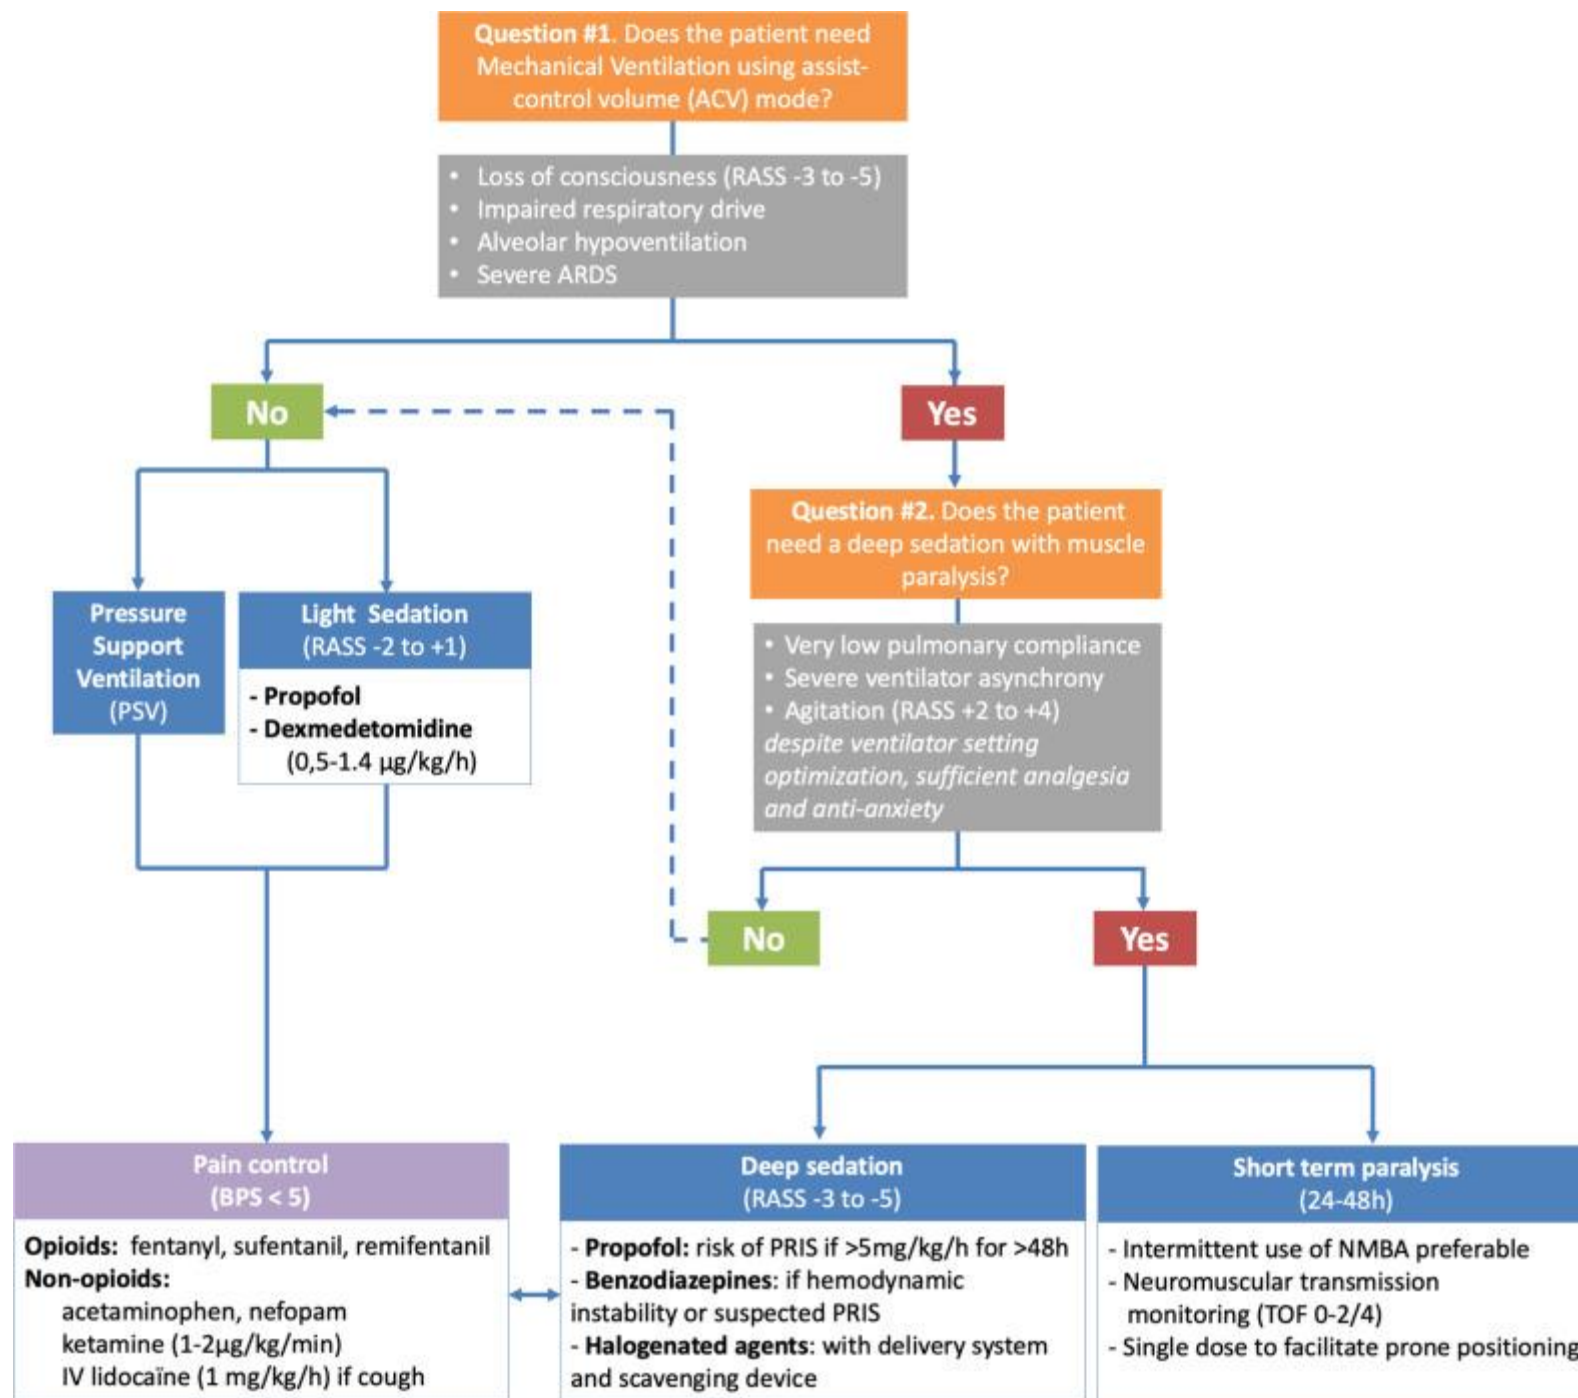 Question #1. Does the patient need
Mechanical Ventilation using assist-
control volume (ACV) mode?
• Loss of consciousness (RASS -3 to -5)
• Impaired respiratory drive
• Alveolar hypoventilation
• Severe ARDS
No
Yes
Question #2. Does the patient
need a deep sedation with muscle
paralysis?
• Very low pulmonary compliance
• Severe ventilator asynchrony
• Agitation (RASS +2 to +4)
despite ventilator setting
optimization, sufficient analgesia
and anti-anxiety
Pressure
Support
Ventilation
(PSV)
Light Sedation
(RASS -2 to +1)
- Propofol
- Dexmedetomidine
(0,5-1.4 µg/kg/h)
No
Yes
Pain control
(BPS < 5)
Opioids: fentanyl, sufentanil, remifentanil
Non-opioids:
acetaminophen, nefopam
ketamine (1-2µg/kg/min)
IV lidocaïne (1 mg/kg/h) if cough
Deep sedation
(RASS -3 to -5)
- Propofol: risk of PRIS if >5mg/kg/h for >48h
- Benzodiazepines: if hemodynamic
instability or suspected PRIS
- Halogenated agents: with delivery system
and scavenging device
Short term paralysis
(24-48h)
- Intermittent use of NMBA preferable
- Neuromuscular transmission
monitoring (TOF 0-2/4)
- Single dose to facilitate prone positioning